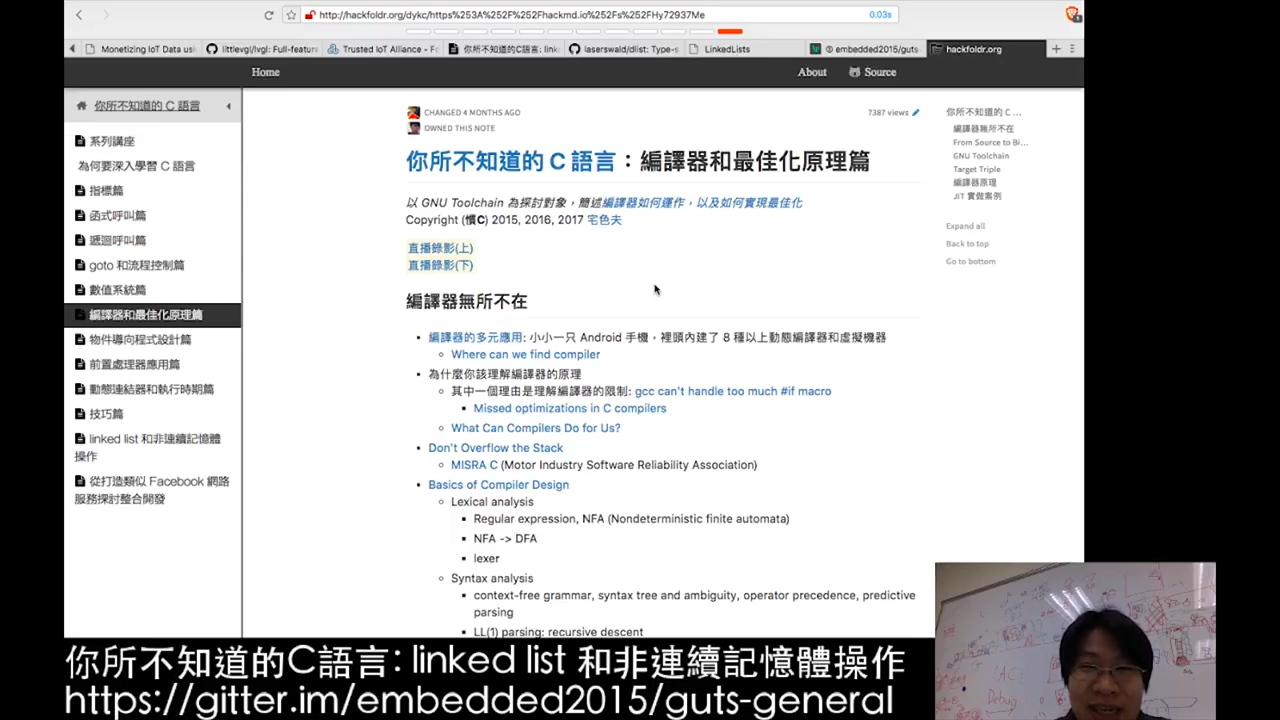 http://hackfoldr.org/dykc/https%253A%252F%252Fhackmd.io%252Fs%252FHy72937Me
0.03s
Monetizing IoT Data usi
littlevgl/lvgl: Full-feature
Trusted IoT Alliance - Fo
你所不知道的C語言: link
laserswald/dlist: Type-s
LinkedLists
embedded2015/guts-
hackfoldr.org
Home
About
Source
你所不知道的 C 語言
系列講座
為何要深入學習 C 語言
指標篇
函式呼叫篇
遞迴呼叫篇
goto 和流程控制篇
數值系統篇
編譯器和最佳化原理篇
物件導向程式設計篇
前置處理器應用篇
動態連結器和執行時期篇
技巧篇
linked list 和非連續記憶體
操作
從打造類似 Facebook 網路
服務探討整合開發
CHANGED 4 MONTHS AGO
7387 views
OWNED THIS NOTE
你所不知道的 C 語言：編譯器和最佳化原理篇
以 GNU Toolchain 為探討對象，簡述編譯器如何運作，以及如何實現最佳化
Copyright (慣C) 2015, 2016, 2017 宅色夫
直播錄影(上)
直播錄影(下)
編譯器無所不在
編譯器的多元應用: 小小一只 Android 手機，裡頭內建了 8 種以上動態編譯器和虛擬機器
Where can we find compiler
為什麼你該理解編譯器的原理
其中一個理由是理解編譯器的限制: gcc can't handle too much #if macro
Missed optimizations in C compilers
What Can Compilers Do for Us?
Don't Overflow the Stack
MISRA C (Motor Industry Software Reliability Association)
Basics of Compiler Design
Lexical analysis
Regular expression, NFA (Nondeterministic finite automata)
NFA -> DFA
lexer
Syntax analysis
context-free grammar, syntax tree and ambiguity, operator precedence, predictive
parsing
LL(1) parsing: recursive descent
你所不知道的 C ...
編譯器無所不在
From Source to Bi...
GNU Toolchain
Target Triple
編譯器原理
JIT 實做案例
Expand all
Back to top
Go to bottom
Debug
你所不知道的C語言: linked list 和非連續記憶體操作
https://gitter.im/embedded2015/guts-general